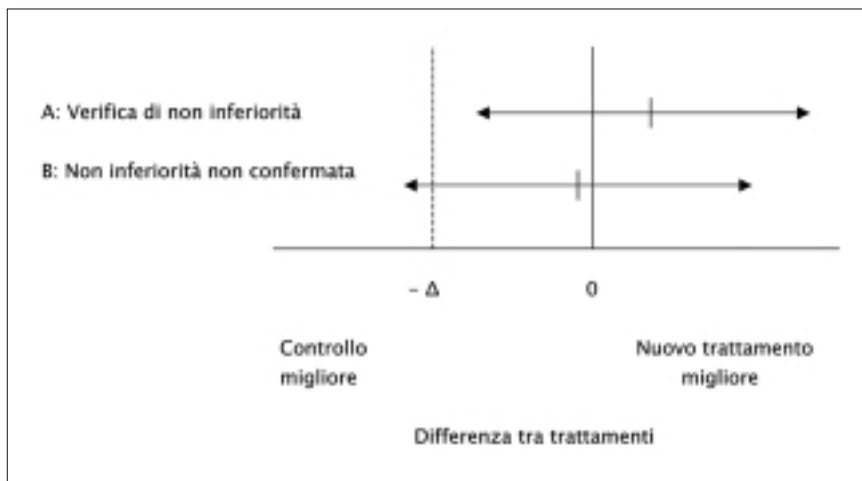 A: Verifica di non inferiorità
B: Non inferiorità non confermata
– Δ 0
Controllo migliore
Nuovo trattamento migliore
Differenza tra trattamenti